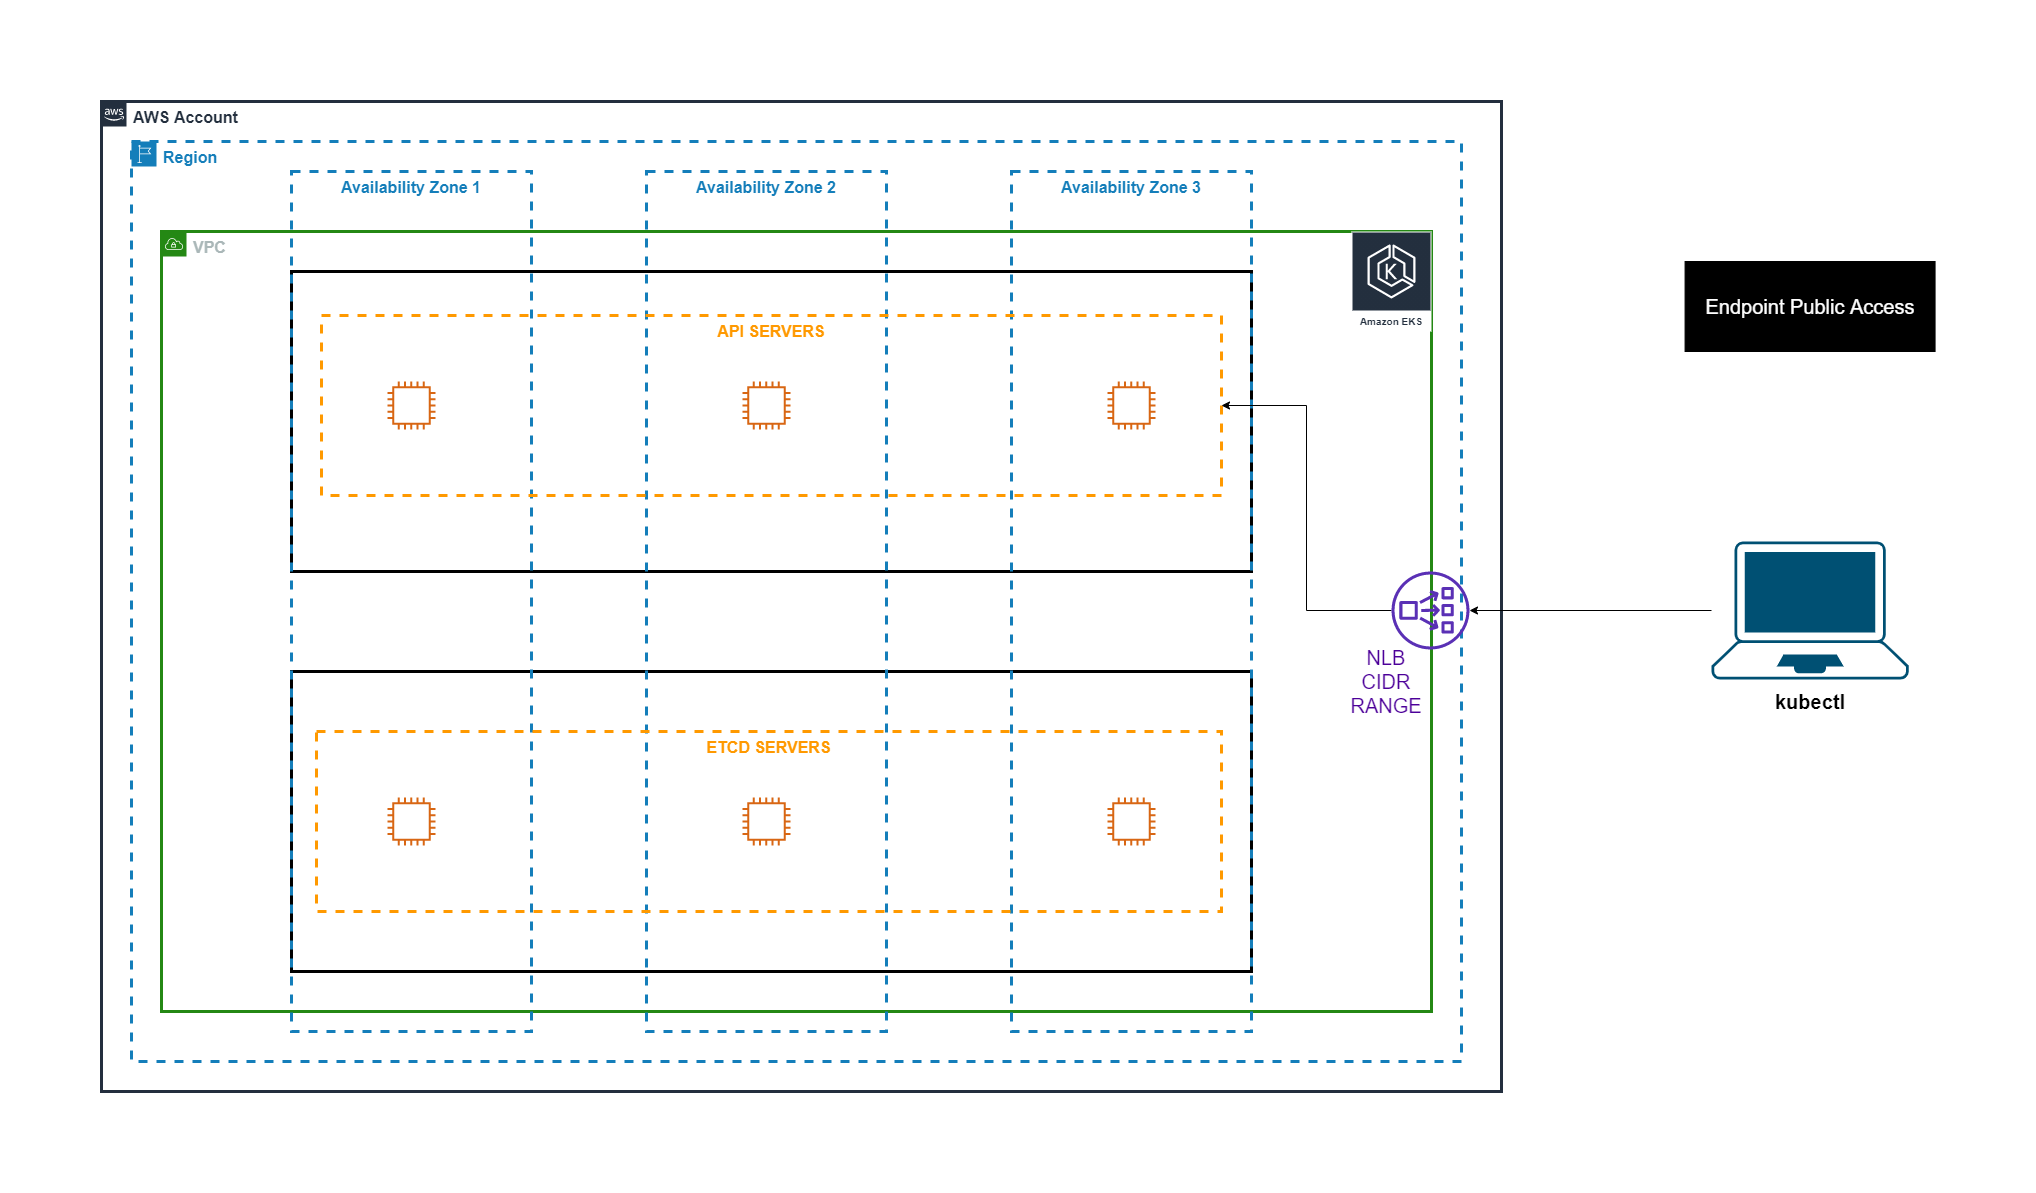 aws
AWS Account
Region
Availability Zone 1
Availability Zone 2
Availability Zone 3
VPC
K
Amazon EKS
API SERVERS
Endpoint Public Access
NLB
CIDR
RANGE
kubectl
ETCD SERVERS